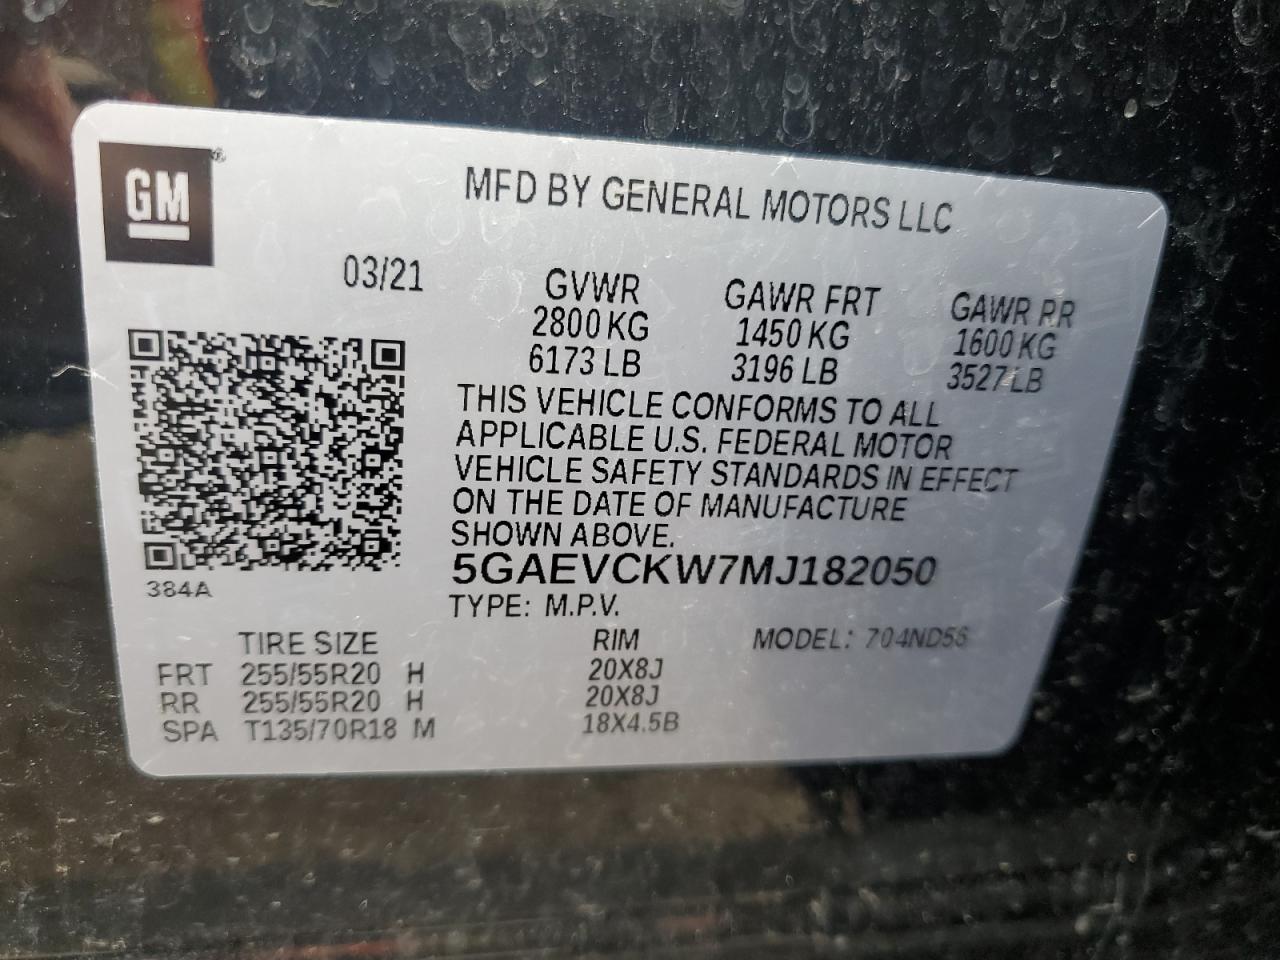 GM®
MFD BY GENERAL MOTORS LLC
03/21
GVWR GAWR FRT GAWR RR
2800 KG 1450 KG 1600 KG
6173 LB 3196 LB 3527 LB
THIS VEHICLE CONFORMS TO ALL
APPLICABLE U.S. FEDERAL MOTOR
VEHICLE SAFETY STANDARDS IN EFFECT
ON THE DATE OF MANUFACTURE
SHOWN ABOVE.
5GAEVCKW7MJ182050
384A
TYPE: M.P.V.
TIRE SIZE RIM MODEL: 704ND56
FRT 255/55R20 H 20X8J
RR 255/55R20 H 20X8J
SPA T135/70R18 M 18X4.5B